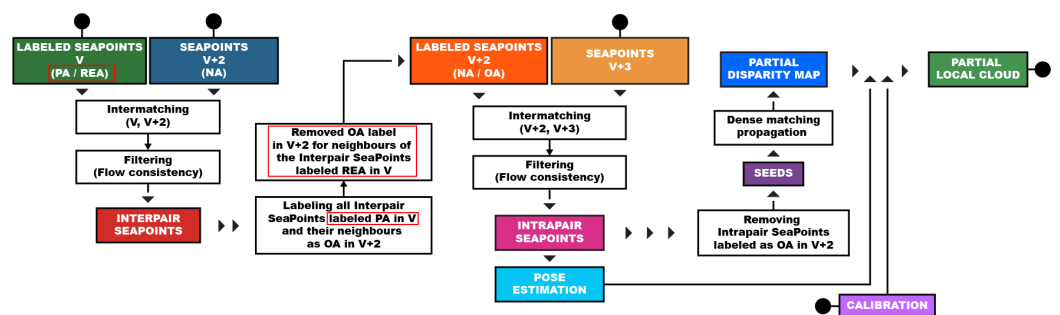 LABELED SEAPOINTS
V
(PA / REA)
SEAPOINTS
V+2
(NA)
Intermatching
(V, V+2)
Filtering
(Flow consistency)
INTERPAIR
SEAPOINTS
Removed OA label
in V+2 for neighbours of
the Interpair SeaPoints
labeled REA in V
Labeling all Interpair
SeaPoints labeled PA in V
and their neighbours
as OA in V+2
LABELED SEAPOINTS
V+2
(NA / OA)
SEAPOINTS
V+3
Intermatching
(V+2, V+3)
Filtering
(Flow consistency)
INTRAPAIR
SEAPOINTS
POSE
ESTIMATION
PARTIAL
DISPARITY MAP
Dense matching
propagation
SEEDS
Removing
Intrapair SeaPoints
labeled as OA in V+2
PARTIAL
LOCAL CLOUD
CALIBRATION